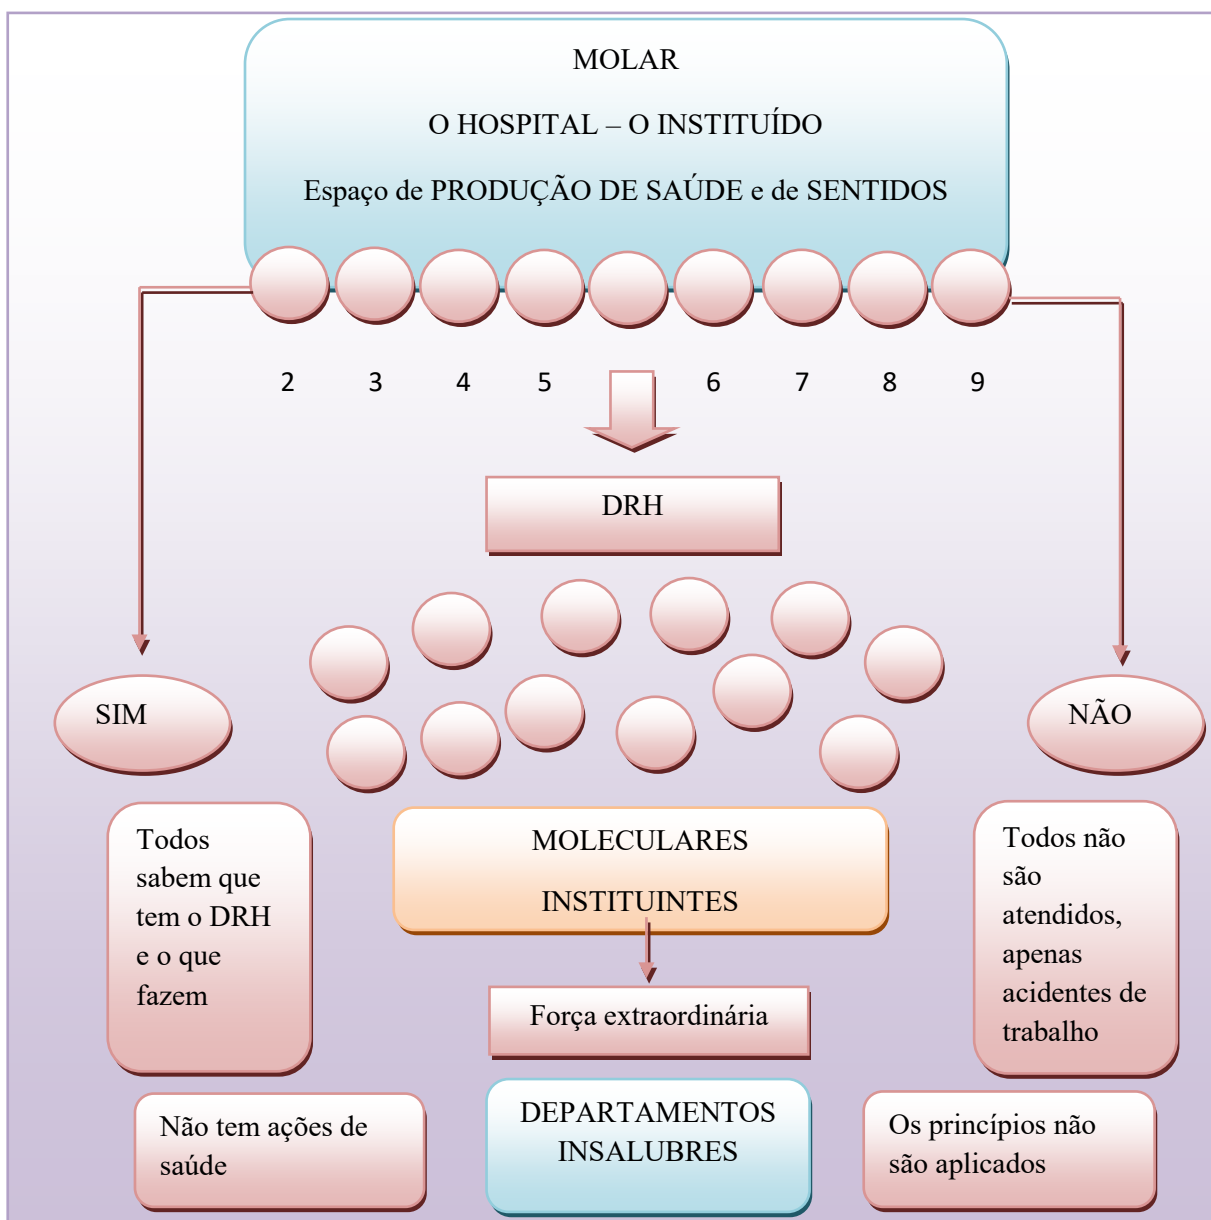 MOLAR
O HOSPITAL – O INSTITUÍDO
Espaço de PRODUÇÃO DE SAÚDE e de SENTIDOS
2 3 4 5 6 7 8 9
DRH
SIM
NÃO
Todos
sabem que
tem o DRH
e o que
fazem
MOLECULARES
INSTITUINTES
Força extraordinária
Todos não
são
atendidos,
apenas
acidentes de
trabalho
Não tem ações de
saúde
DEPARTAMENTOS
INSALUBRES
Os princípios não
são aplicados